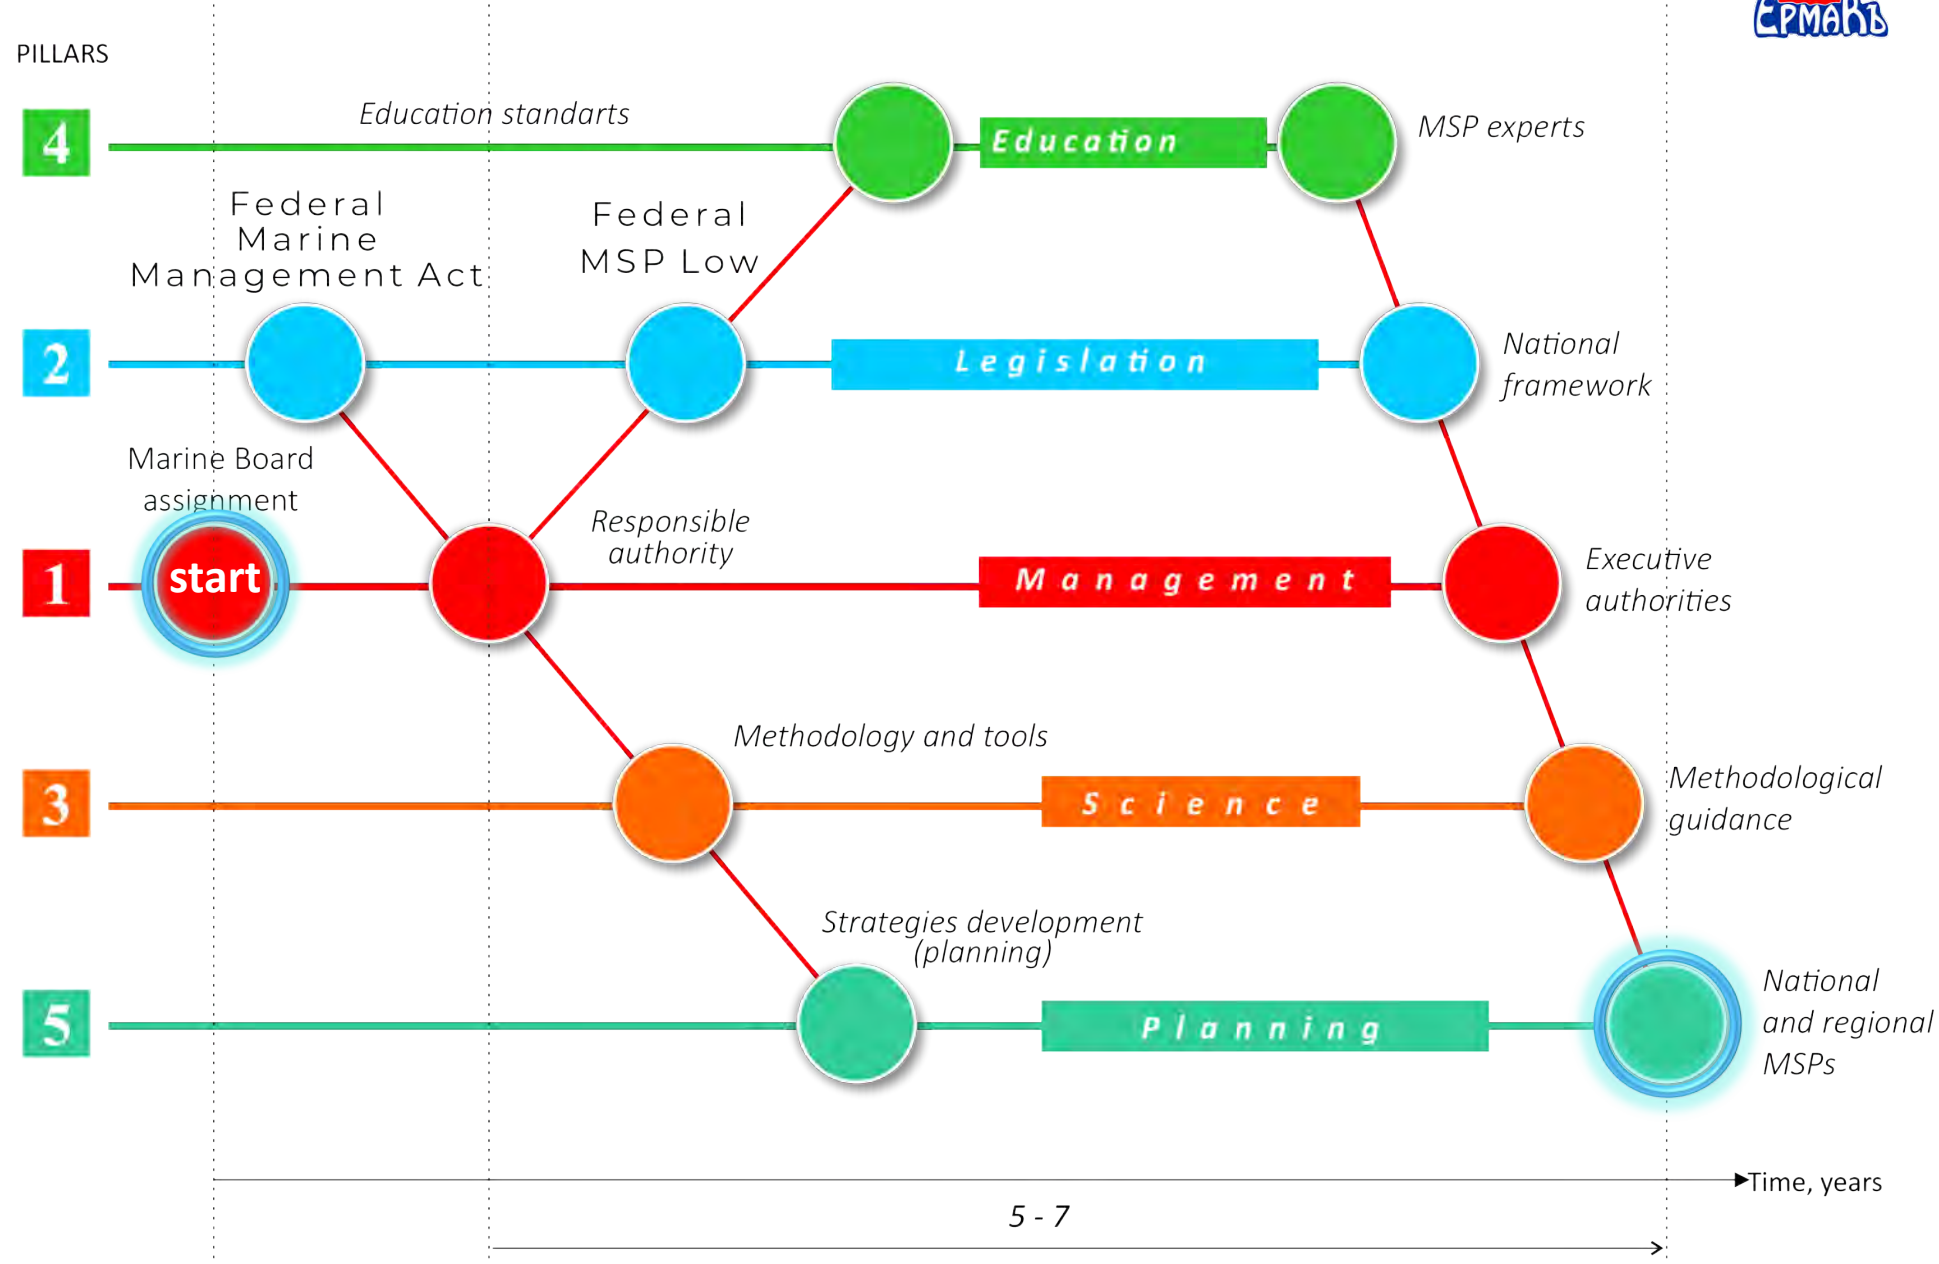 ЕРМАКЪ
PILLARS
4
Education standarts
Education
MSP experts
Federal
Marine
Management Act
Federal
MSP Low
2
Legislation
National
framework
Marine Board
assignment
1
start
Responsible
authority
Management
Executive
authorities
Methodology and tools
3
Science
Methodological
guidance
Strategies development
(planning)
5
Planning
National
and regional
MSPs
Time, years
5 - 7